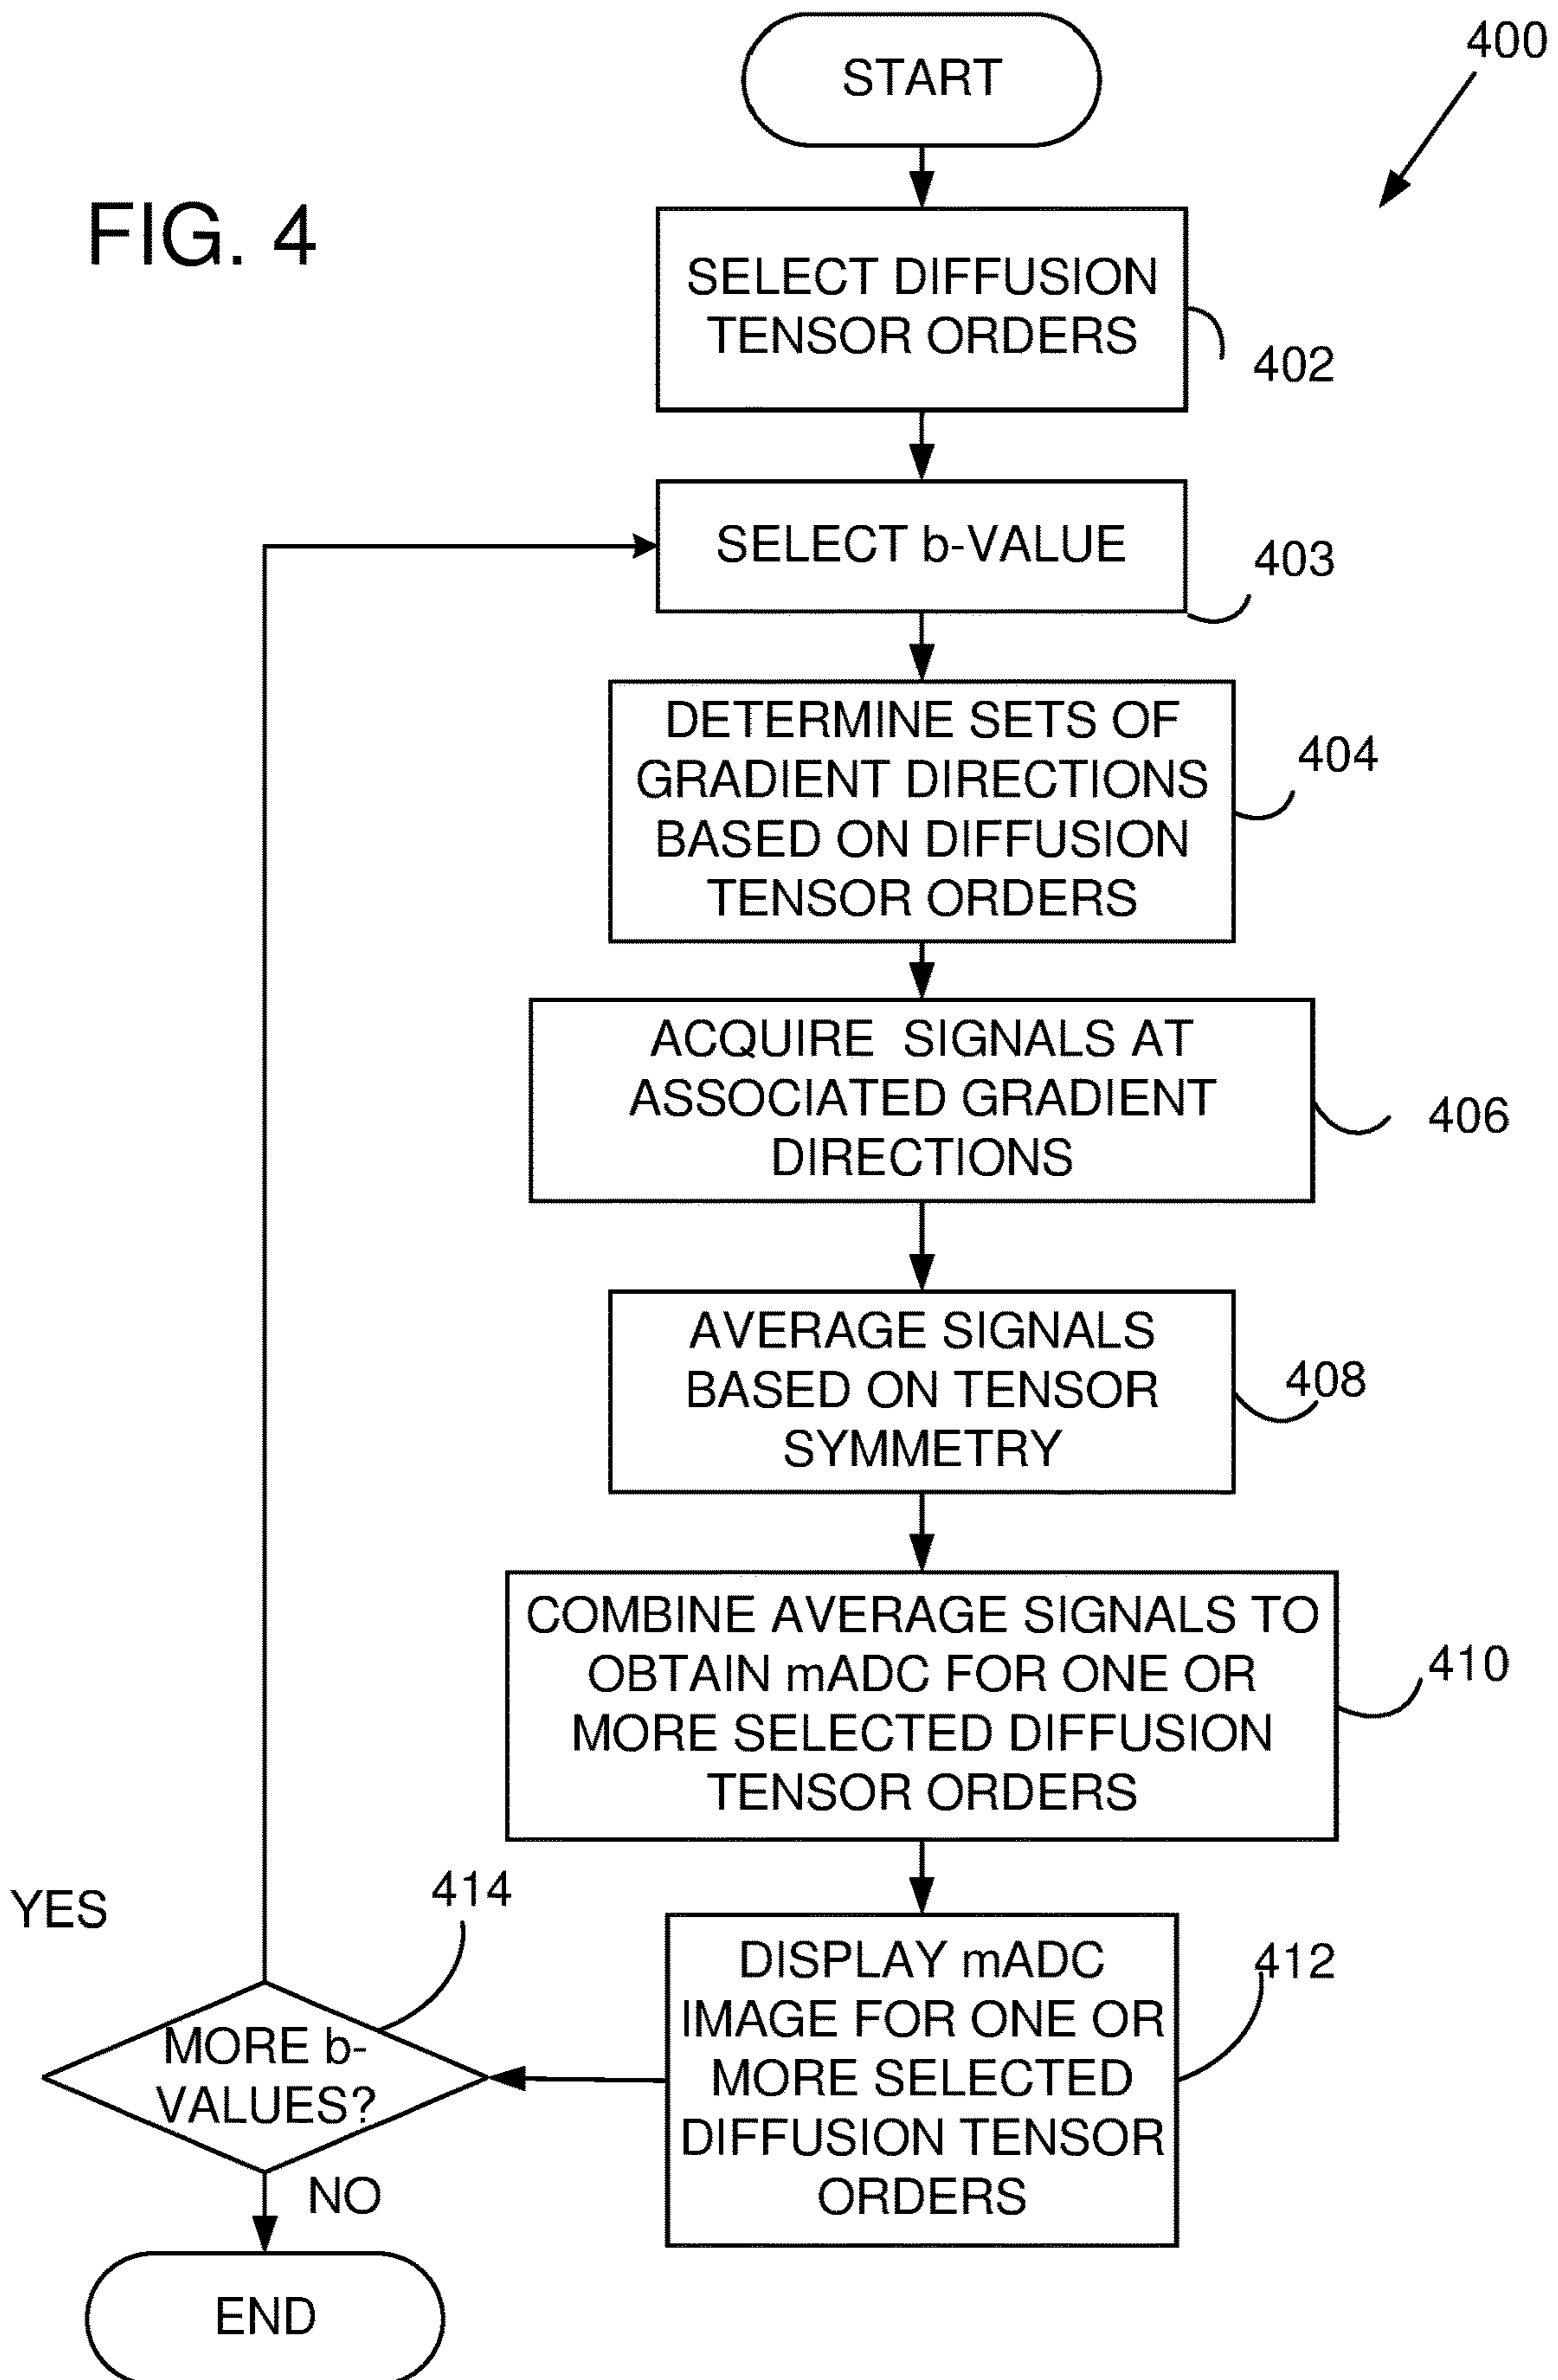 START
400
FIG. 4
SELECT DIFFUSION
TENSOR ORDERS
402
SELECT b-VALUE
403
DETERMINE SETS OF
GRADIENT DIRECTIONS
BASED ON DIFFUSION
TENSOR ORDERS
404
ACQUIRE SIGNALS AT
ASSOCIATED GRADIENT
DIRECTIONS
406
AVERAGE SIGNALS
BASED ON TENSOR
SYMMETRY
408
COMBINE AVERAGE SIGNALS TO
OBTAIN mADC FOR ONE OR
MORE SELECTED DIFFUSION
TENSOR ORDERS
410
DISPLAY mADC
IMAGE FOR ONE OR
MORE SELECTED
DIFFUSION TENSOR
ORDERS
412
YES
414
MORE b-
VALUES?
NO
END